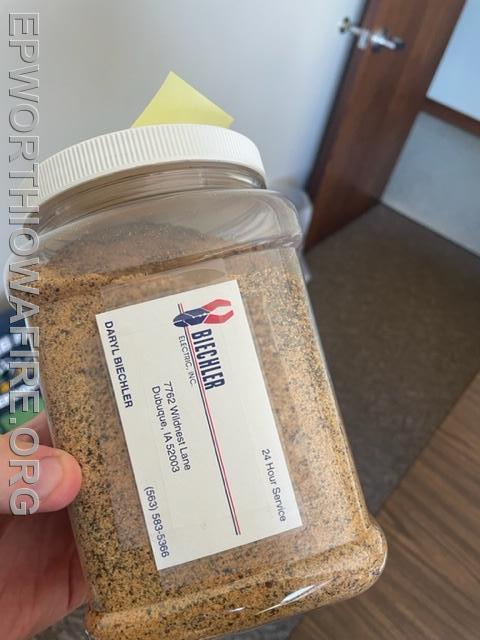 EPWORTHIOWAFIRE.ORG
24 Hour Service
BIECHLER
ELECTRIC, INC.
7762 Wildnest Lane
Dubuque, IA 52003
DARYL BIECHLER
(563) 583-5366